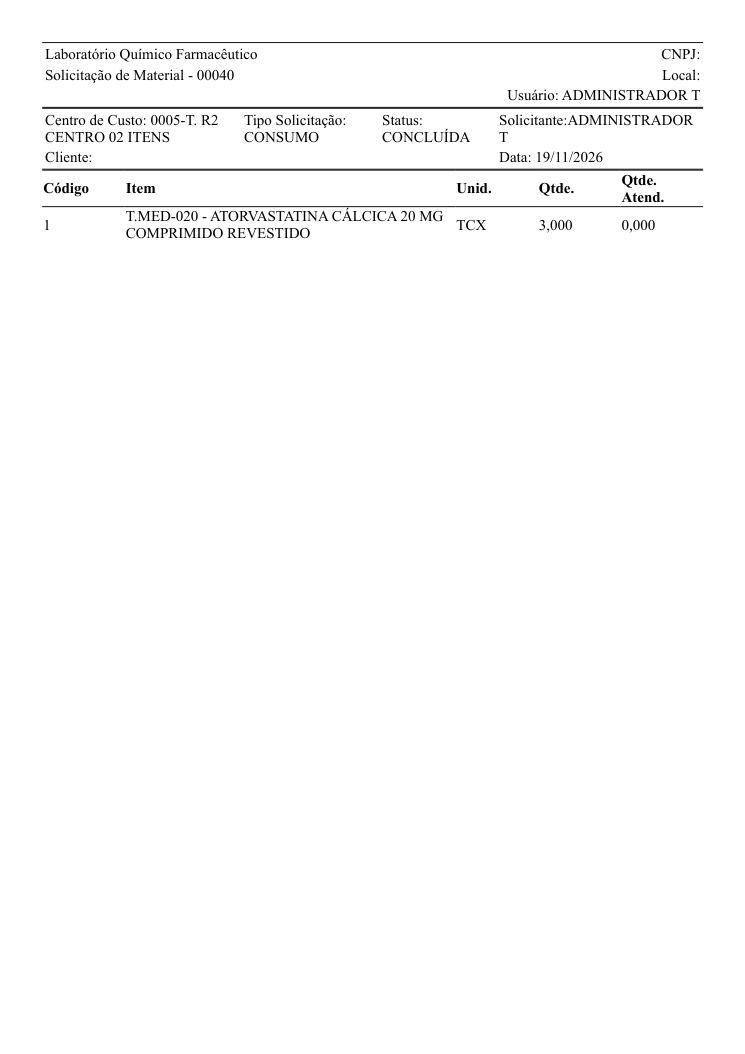 Laboratório Químico Farmacêutico CNPJ:
Solicitação de Material - 00040 Local:
Usuário: ADMINISTRADOR T
Centro de Custo: 0005-T. R2 CENTRO 02 ITENS
Tipo Solicitação: CONSUMO
Status: CONCLUÍDA
Solicitante:ADMINISTRADOR T
Cliente: Data: 19/11/2026
Código Item Unid. Qtde. Qtde. Atend.
1 T.MED-020 - ATORVASTATINA CÁLCICA 20 MG COMPRIMIDO REVESTIDO TCX 3,000 0,000